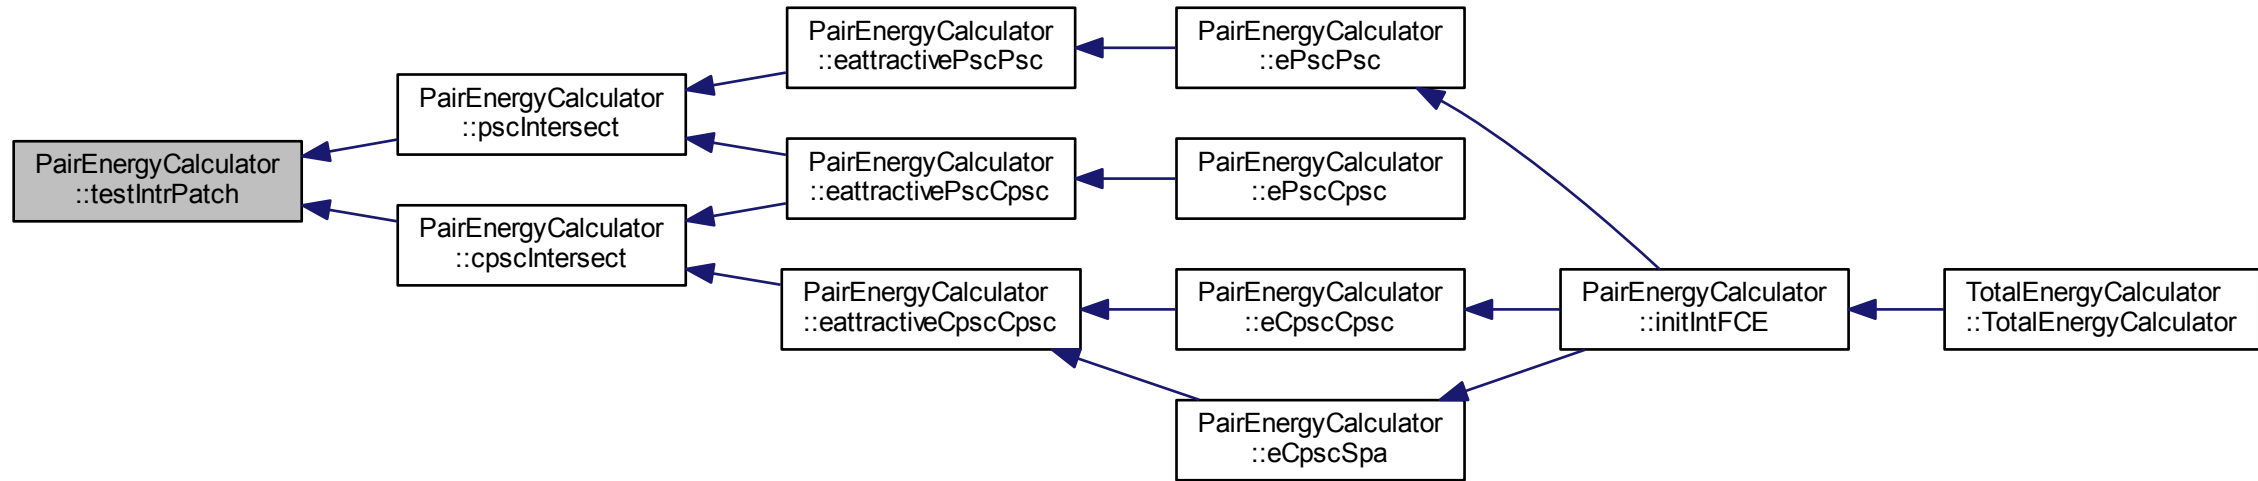 PairEnergyCalculator
::testIntrPatch
PairEnergyCalculator
::pscIntersect
PairEnergyCalculator
::cpscIntersect
PairEnergyCalculator
::eattractivePscPsc
PairEnergyCalculator
::eattractivePscCpsc
PairEnergyCalculator
::eattractiveCpscCpsc
PairEnergyCalculator
::ePscPsc
PairEnergyCalculator
::ePscCpsc
PairEnergyCalculator
::eCpscCpsc
PairEnergyCalculator
::eCpscSpa
PairEnergyCalculator
::initIntFCE
TotalEnergyCalculator
::TotalEnergyCalculator